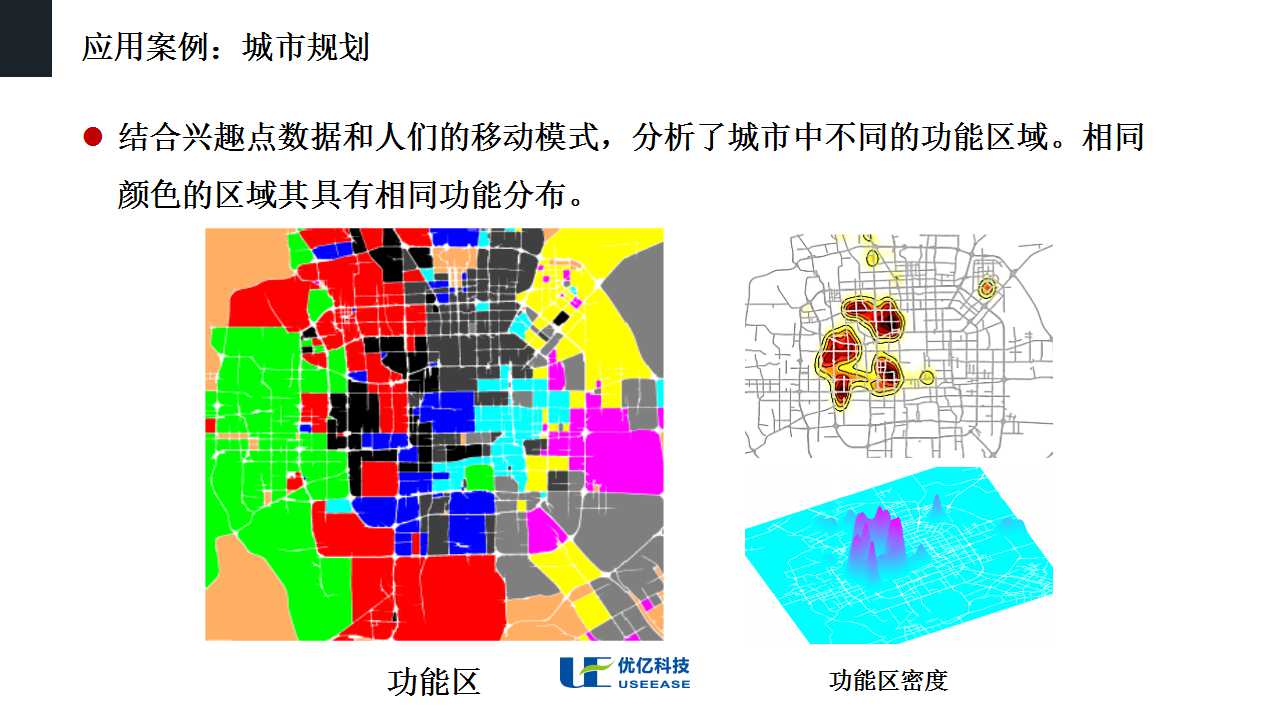 应用案例：城市规划
结合兴趣点数据和人们的移动模式，分析了城市中不同的功能区域。相同
颜色的区域其具有相同功能分布。
功能区
UE 优亿科技
USEEASE
功能区密度